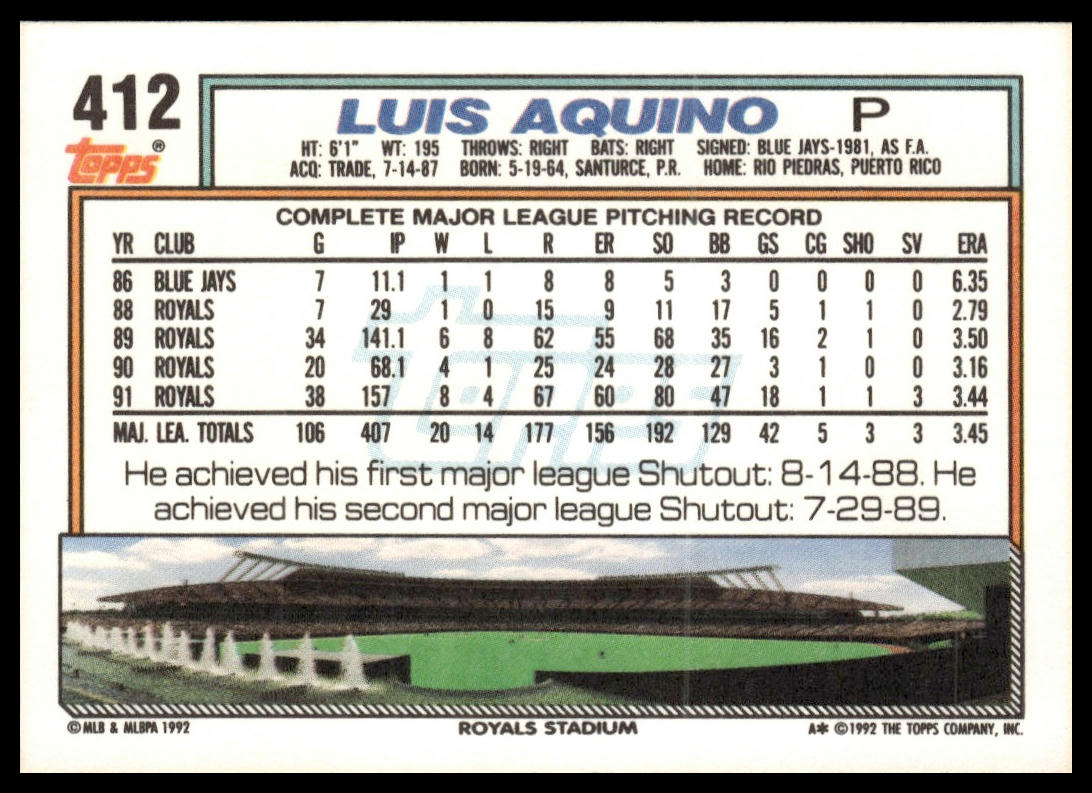 412
Topps®
LUIS AQUINO P
HT: 6'1" WT: 195 THROWS: RIGHT BATS: RIGHT SIGNED: BLUE JAYS-1981, AS F.A.
ACQ: TRADE, 7-14-87 BORN: 5-19-64, SANTURCE, P.R. HOME: RIO PIEDRAS, PUERTO RICO
COMPLETE MAJOR LEAGUE PITCHING RECORD
YR CLUB G IP W L R ER SO BB GS CG SHO SV ERA
86 BLUE JAYS 7 11.1 1 1 8 8 5 3 0 0 0 0 6.35
88 ROYALS 7 29 1 0 15 9 11 17 5 1 1 0 2.79
89 ROYALS 34 141.1 6 8 62 55 68 35 16 2 1 0 3.50
90 ROYALS 20 68.1 4 1 25 24 28 27 3 1 0 0 3.16
91 ROYALS 38 157 8 4 67 60 80 47 18 1 1 3 3.44
MAJ. LEA. TOTALS 106 407 20 14 177 156 192 129 42 5 3 3 3.45
Topps
He achieved his first major league Shutout: 8-14-88. He
achieved his second major league Shutout: 7-29-89.
© MLB & MLBPA 1992 ROYALS STADIUM A* © 1992 THE TOPPS COMPANY, INC.